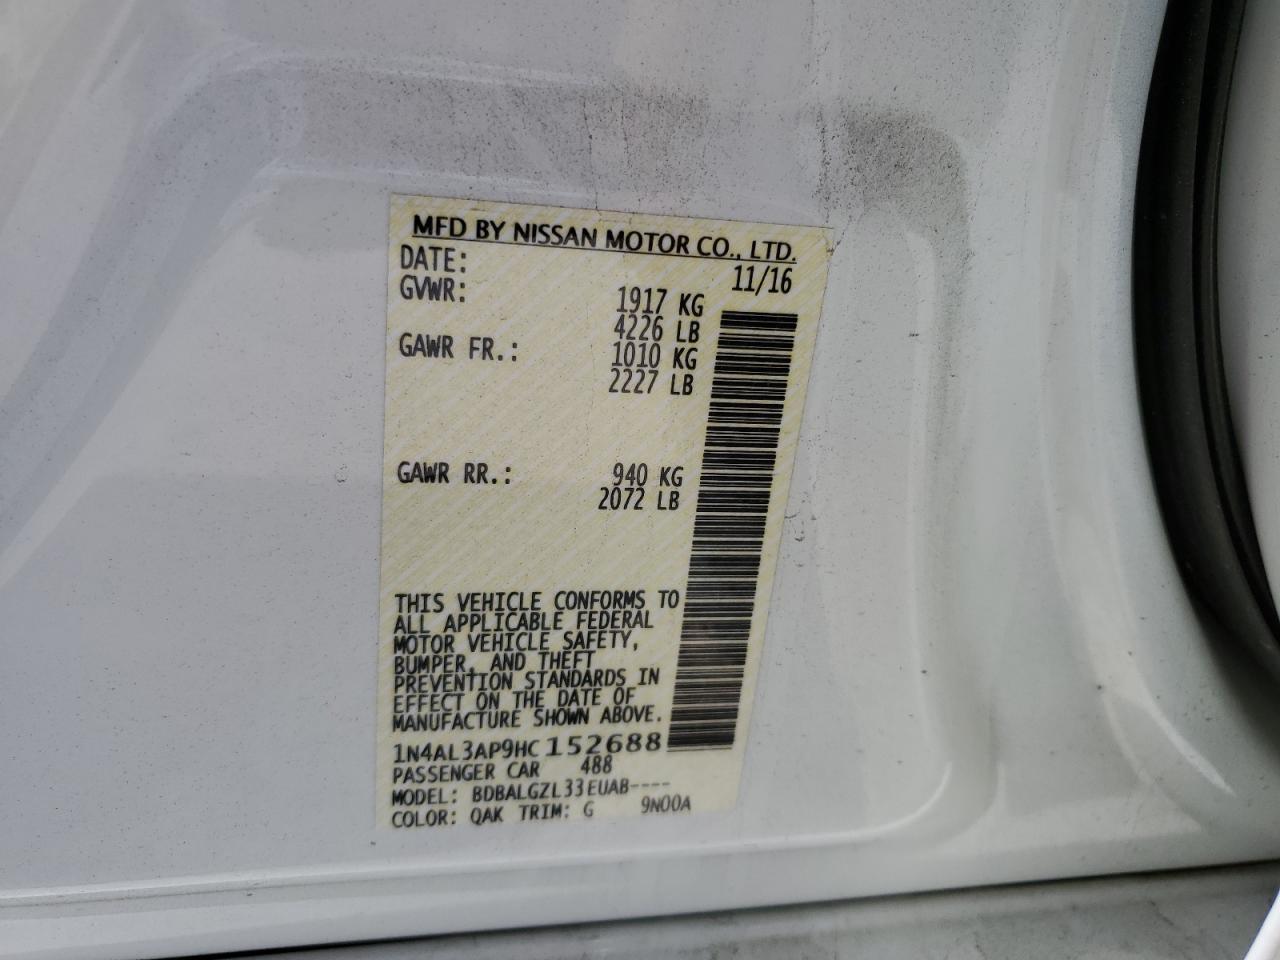 MFD BY NISSAN MOTOR CO., LTD.
DATE: 11/16
GVWR: 1917 KG
4226 LB
GAWR FR.: 1010 KG
2227 LB
GAWR RR.: 940 KG
2072 LB
THIS VEHICLE CONFORMS TO
ALL APPLICABLE FEDERAL
MOTOR VEHICLE SAFETY,
BUMPER, AND THEFT
PREVENTION STANDARDS IN
EFFECT ON THE DATE OF
MANUFACTURE SHOWN ABOVE.
1N4AL3AP9HC152688
PASSENGER CAR 488
MODEL: BDBALGZL33EUAB----
COLOR: QAK TRIM: G 9N00A